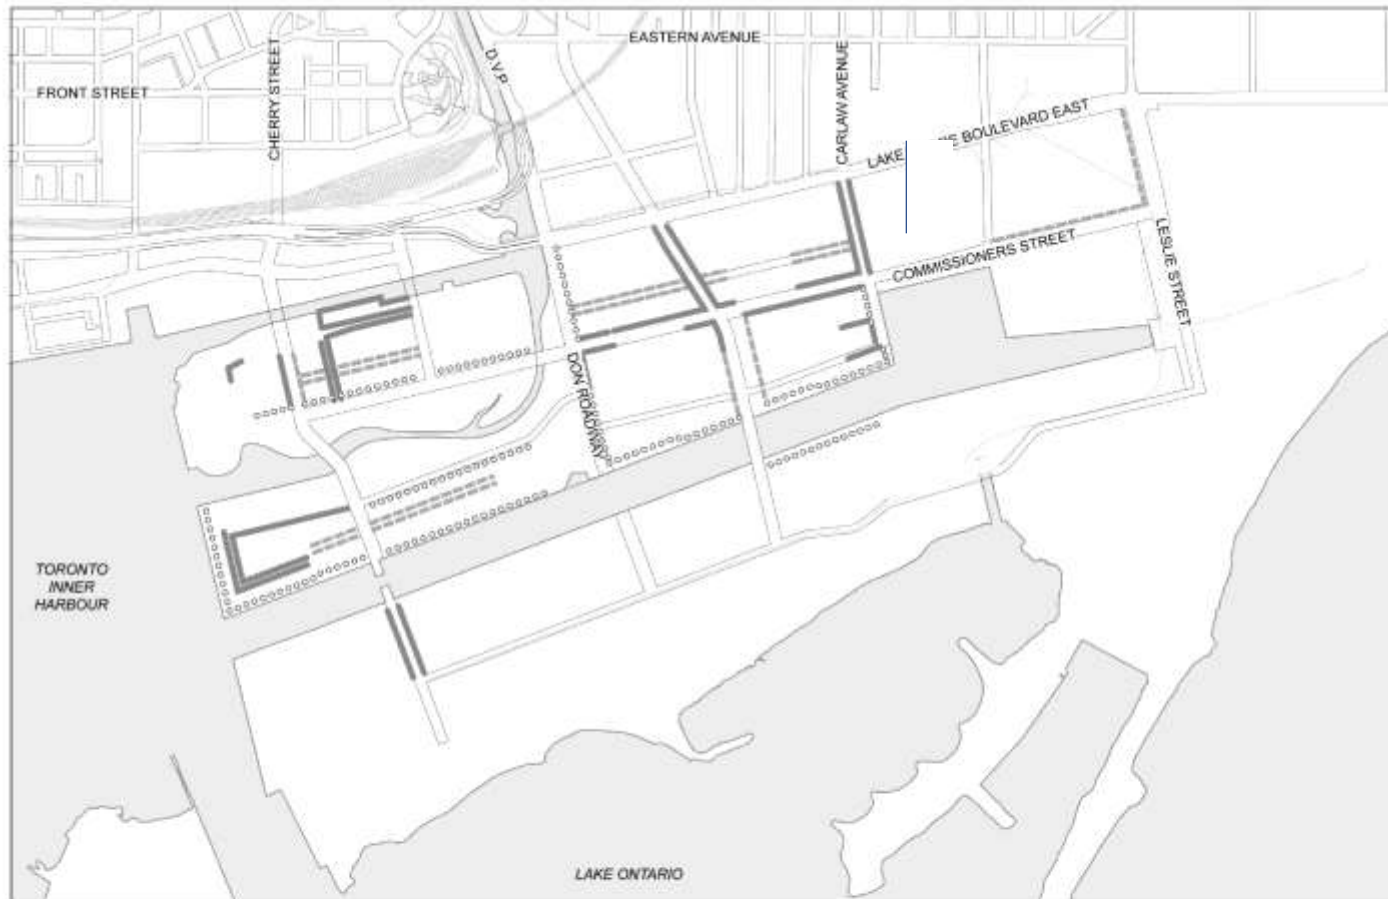 EASTERN AVENUE
FRONT STREET
CHERRY STREET
D.V.P
CARLAW AVENUE
LAKE
BOULEVARD EAST
LESLIE STREET
COMMISSIONERS STREET
DON ROADWAY
TORONTO
INNER
HARBOUR
LAKE ONTARIO